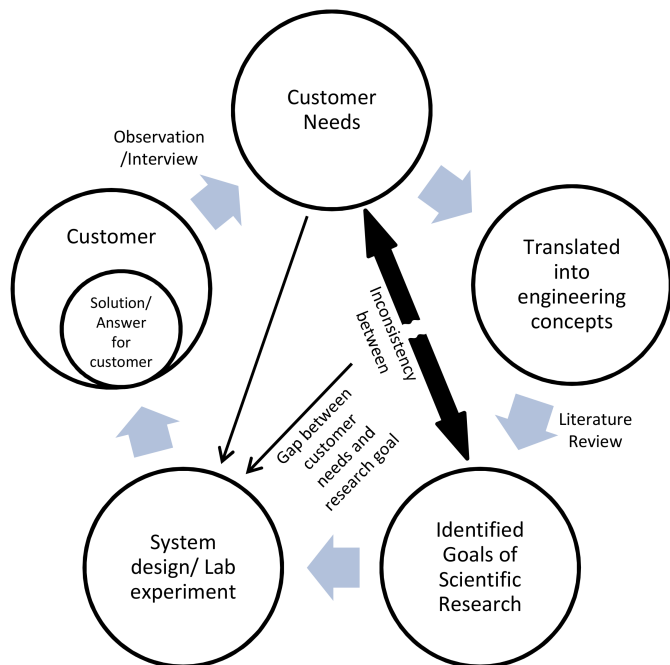 Customer
Needs
Observation
/Interview
Customer
Solution/
Answer
for
customer
Translated
into
engineering
concepts
Inconsistency
between
Gap between
customer
needs and
research goal
Literature
Review
System
design/ Lab
experiment
Identified
Goals of
Scientific
Research